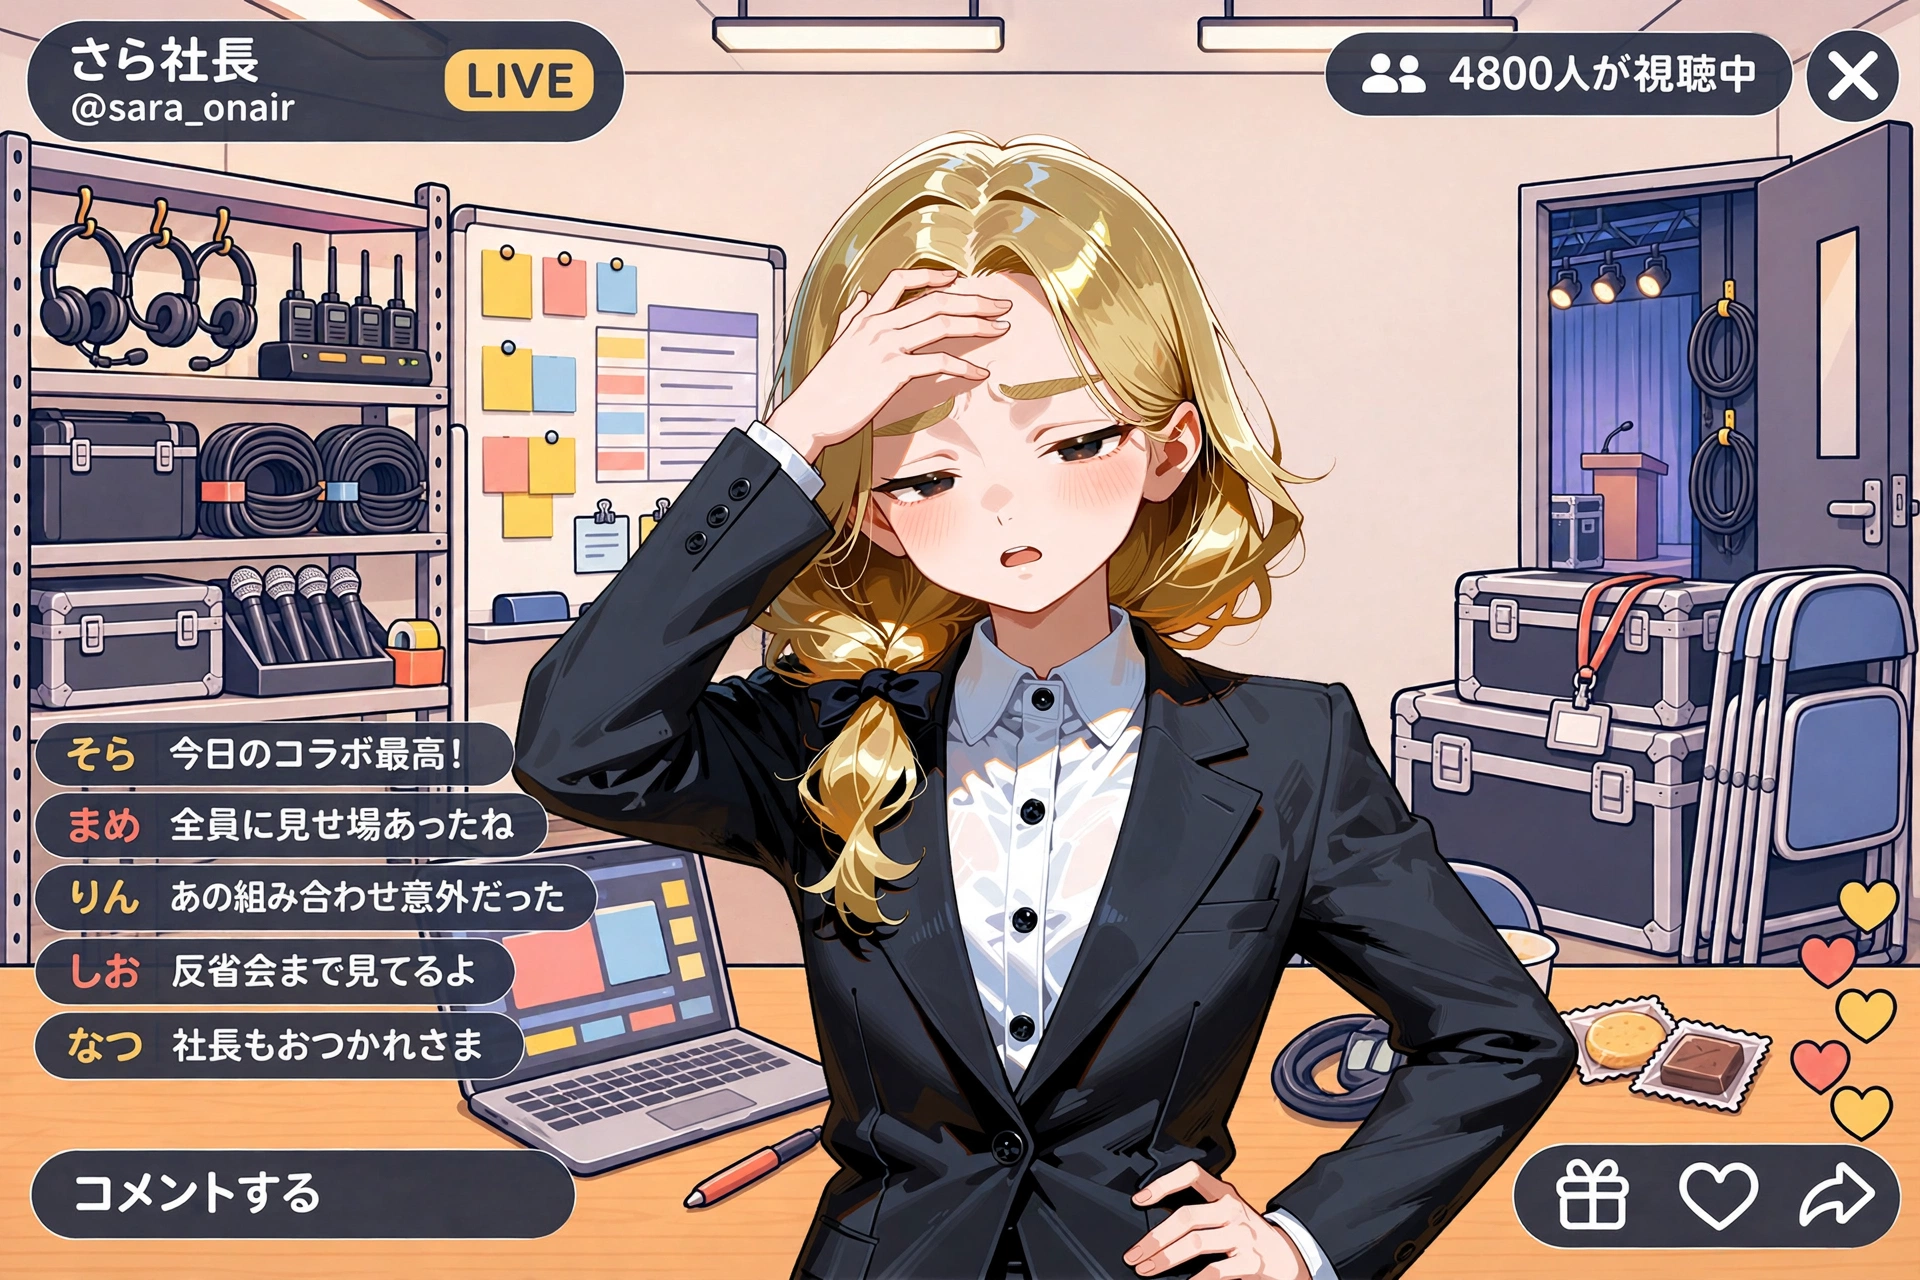 さら社長
@sara_onair
LIVE
4800人が視聴中
そら 今日のコラボ最高!
まめ 全員に見せ場あったね
りん あの組み合わせ意外だった
しお 反省会まで見てるよ
なつ 社長もおつかれさま
コメントする